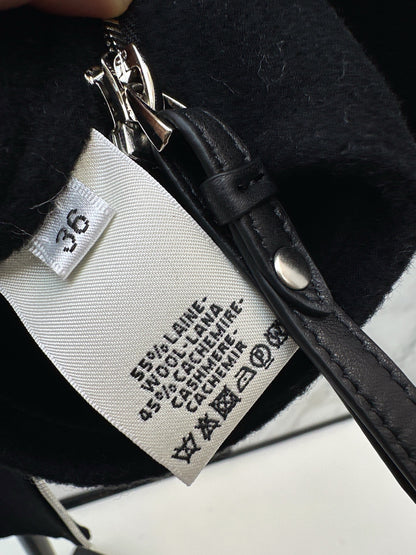 36
55% LAINE-
WOOL-LANA
45% CACHEMIRE-
CASHMERE-
CACHEMIR
P